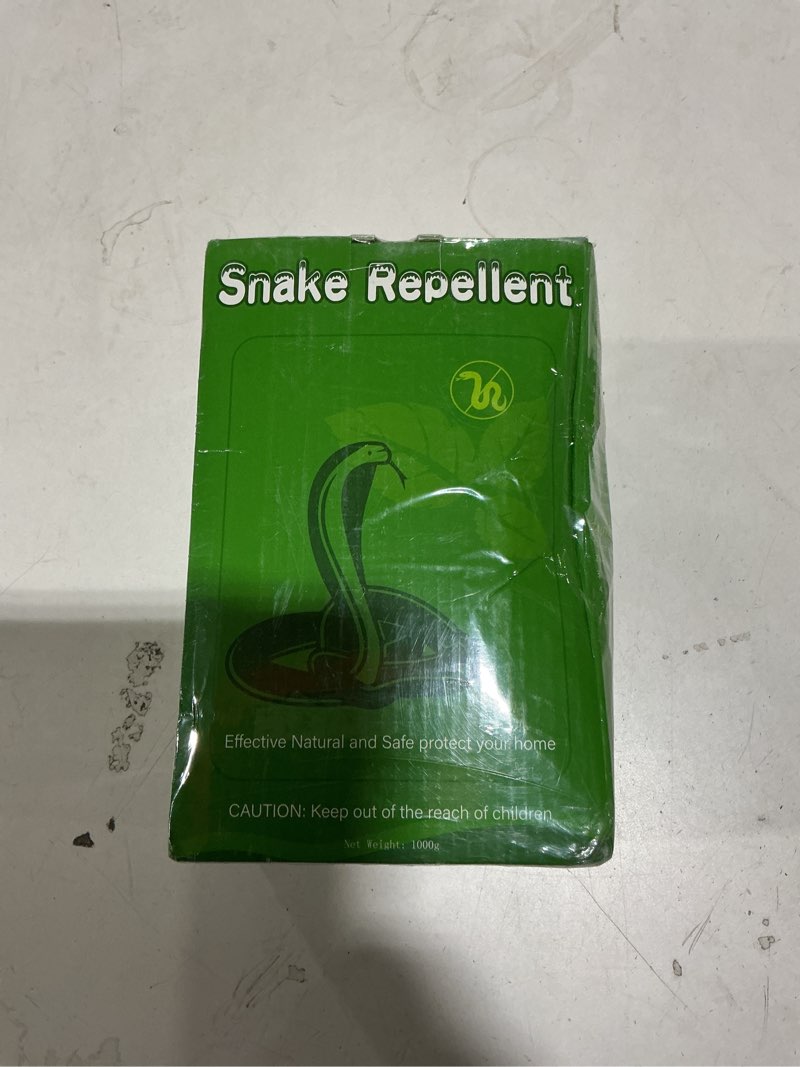 Snake Repellent
Effective Natural and Safe protect your home
CAUTION: Keep out of the reach of children
Net Weight: 1000g